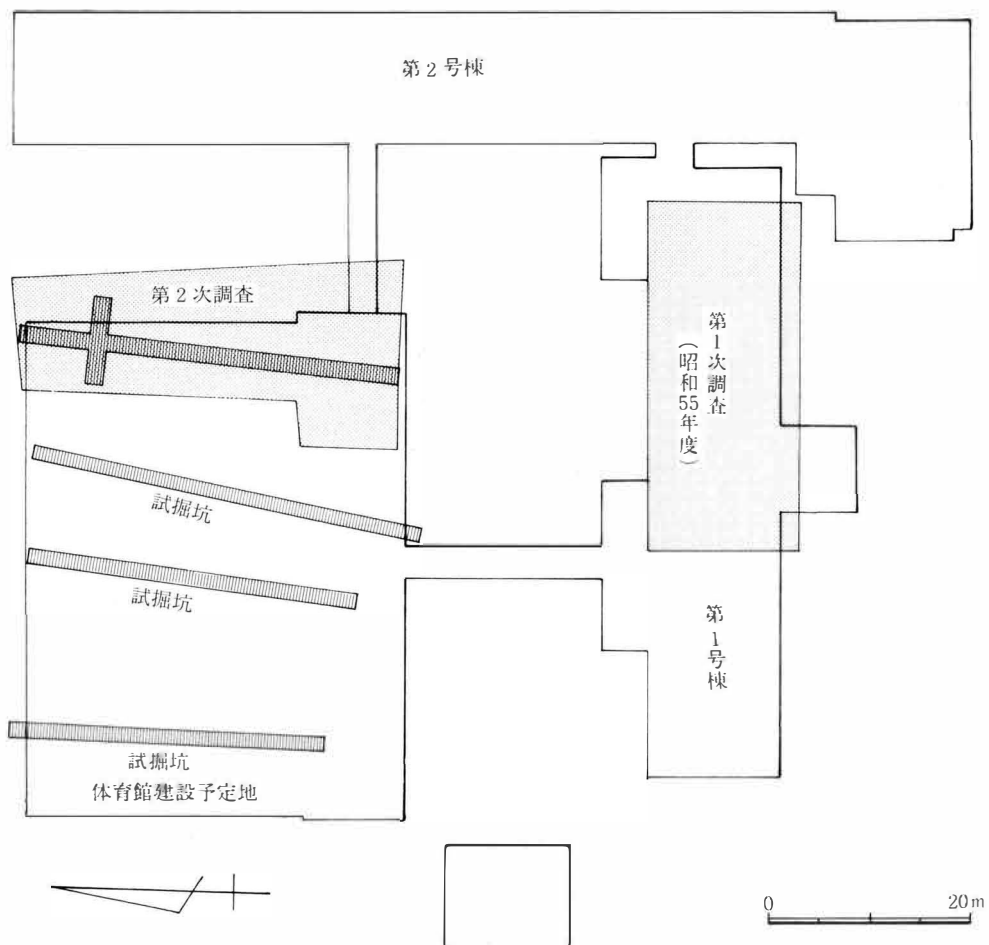 第2号棟
第2次調査
第1次調査
(昭和55年度)
試掘坑
試掘坑
第1号棟
試掘坑
体育館建設予定地
0 20m